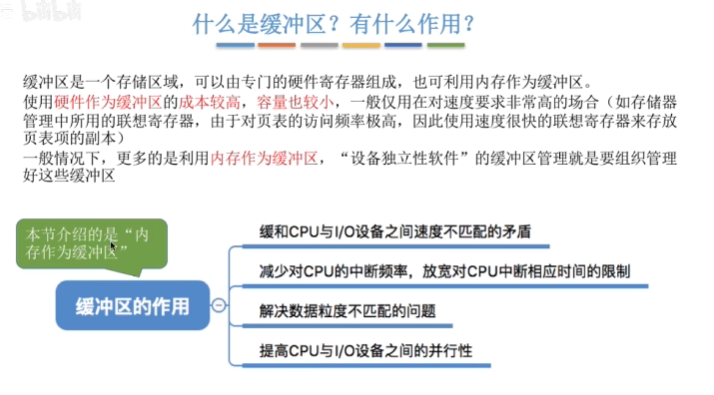 bilibili
什么是缓冲区？有什么作用？
缓冲区是一个存储区域，可以由专门的硬件寄存器组成，也可利用内存作为缓冲区。
使用硬件作为缓冲区的成本较高，容量也较小，一般仅用在对速度要求非常高的场合（如存储器
管理中所用的联想寄存器，由于对页表的访问频率极高，因此使用速度很快的联想寄存器来存放
页表项的副本）
一般情况下，更多的是利用内存作为缓冲区，“设备独立性软件”的缓冲区管理就是要组织管理
好这些缓冲区
本节介绍的是“内
存作为缓冲区”
缓冲区的作用
缓和CPU与I/O设备之间速度不匹配的矛盾
减少对CPU的中断频率，放宽对CPU中断相应时间的限制
解决数据粒度不匹配的问题
提高CPU与I/O设备之间的并行性